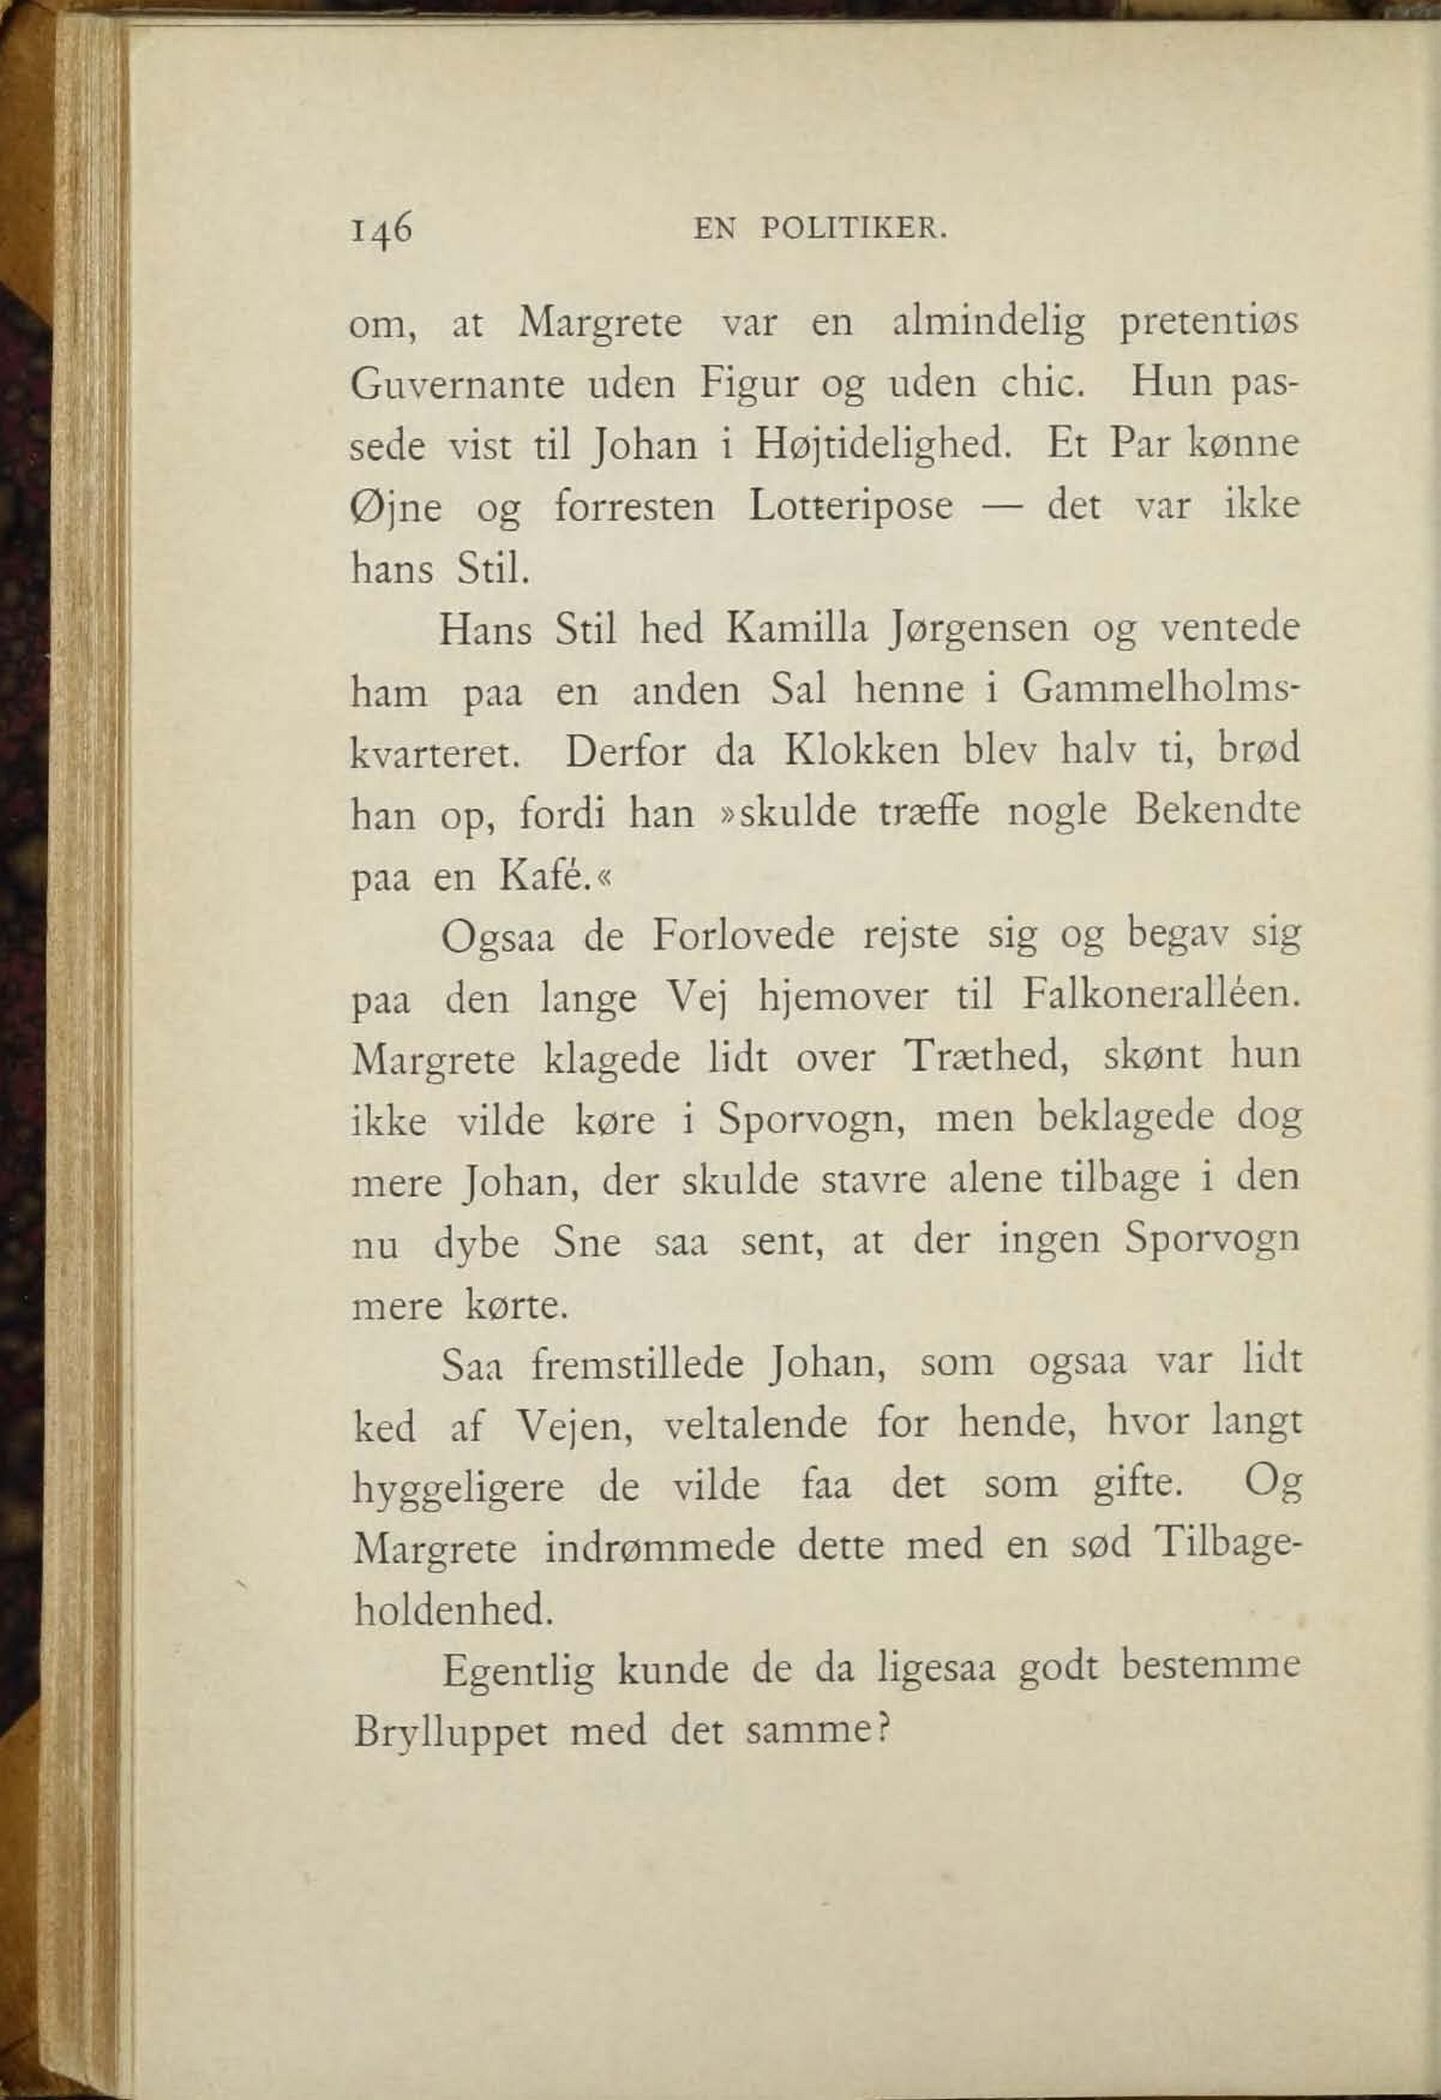 146 EN POLITIKER.
om, at Margrete var en almindelig pretentiøs
Guvernante uden Figur og uden chic. Hun pas-
sede vist til Johan i Højtidelighed. Et Par kønne
Øjne og forresten Lotteripose — det var ikke
hans Stil.
Hans Stil hed Kamilla Jørgensen og ventede
ham paa en anden Sal henne i Gammelholms-
kvarteret. Derfor da Klokken blev halv ti, brød
han op, fordi han »skulde træffe nogle Bekendte
paa en Kafé.«
Ogsaa de Forlovede rejste sig og begav sig
paa den lange Vej hjemover til Falkoneralléen.
Margrete klagede lidt over Træthed, skønt hun
ikke vilde køre i Sporvogn, men beklagede dog
mere Johan, der skulde stavre alene tilbage i den
nu dybe Sne saa sent, at der ingen Sporvogn
mere kørte.
Saa fremstillede Johan, som ogsaa var lidt
ked af Vejen, veltalende for hende, hvor langt
hyggeligere de vilde faa det som gifte. Og
Margrete indrømmede dette med en sød Tilbage-
holdenhed.
Egentlig kunde de da ligesaa godt bestemme
Brylluppet med det samme?